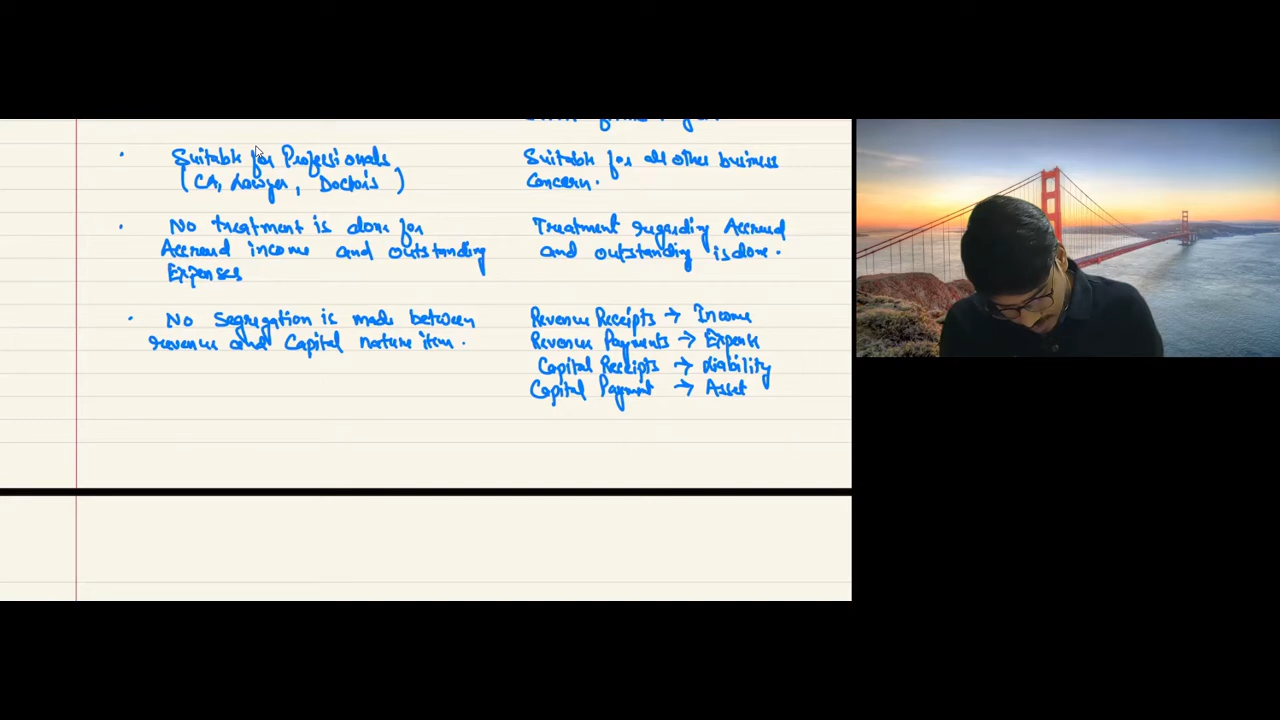 Suitable for Professionals
(CA, Lawyer, Doctors)
Suitable for all other business
Concern.
No treatment is done for
Accrued income and outstanding
Expenses
Treatment regarding Accrued
and outstanding is done.
No segregation is made between
revenue and Capital nature item.
Revenue Receipts → Income
Revenue Payments → Expense
Capital Receipts → Liability
Capital Payment → Asset